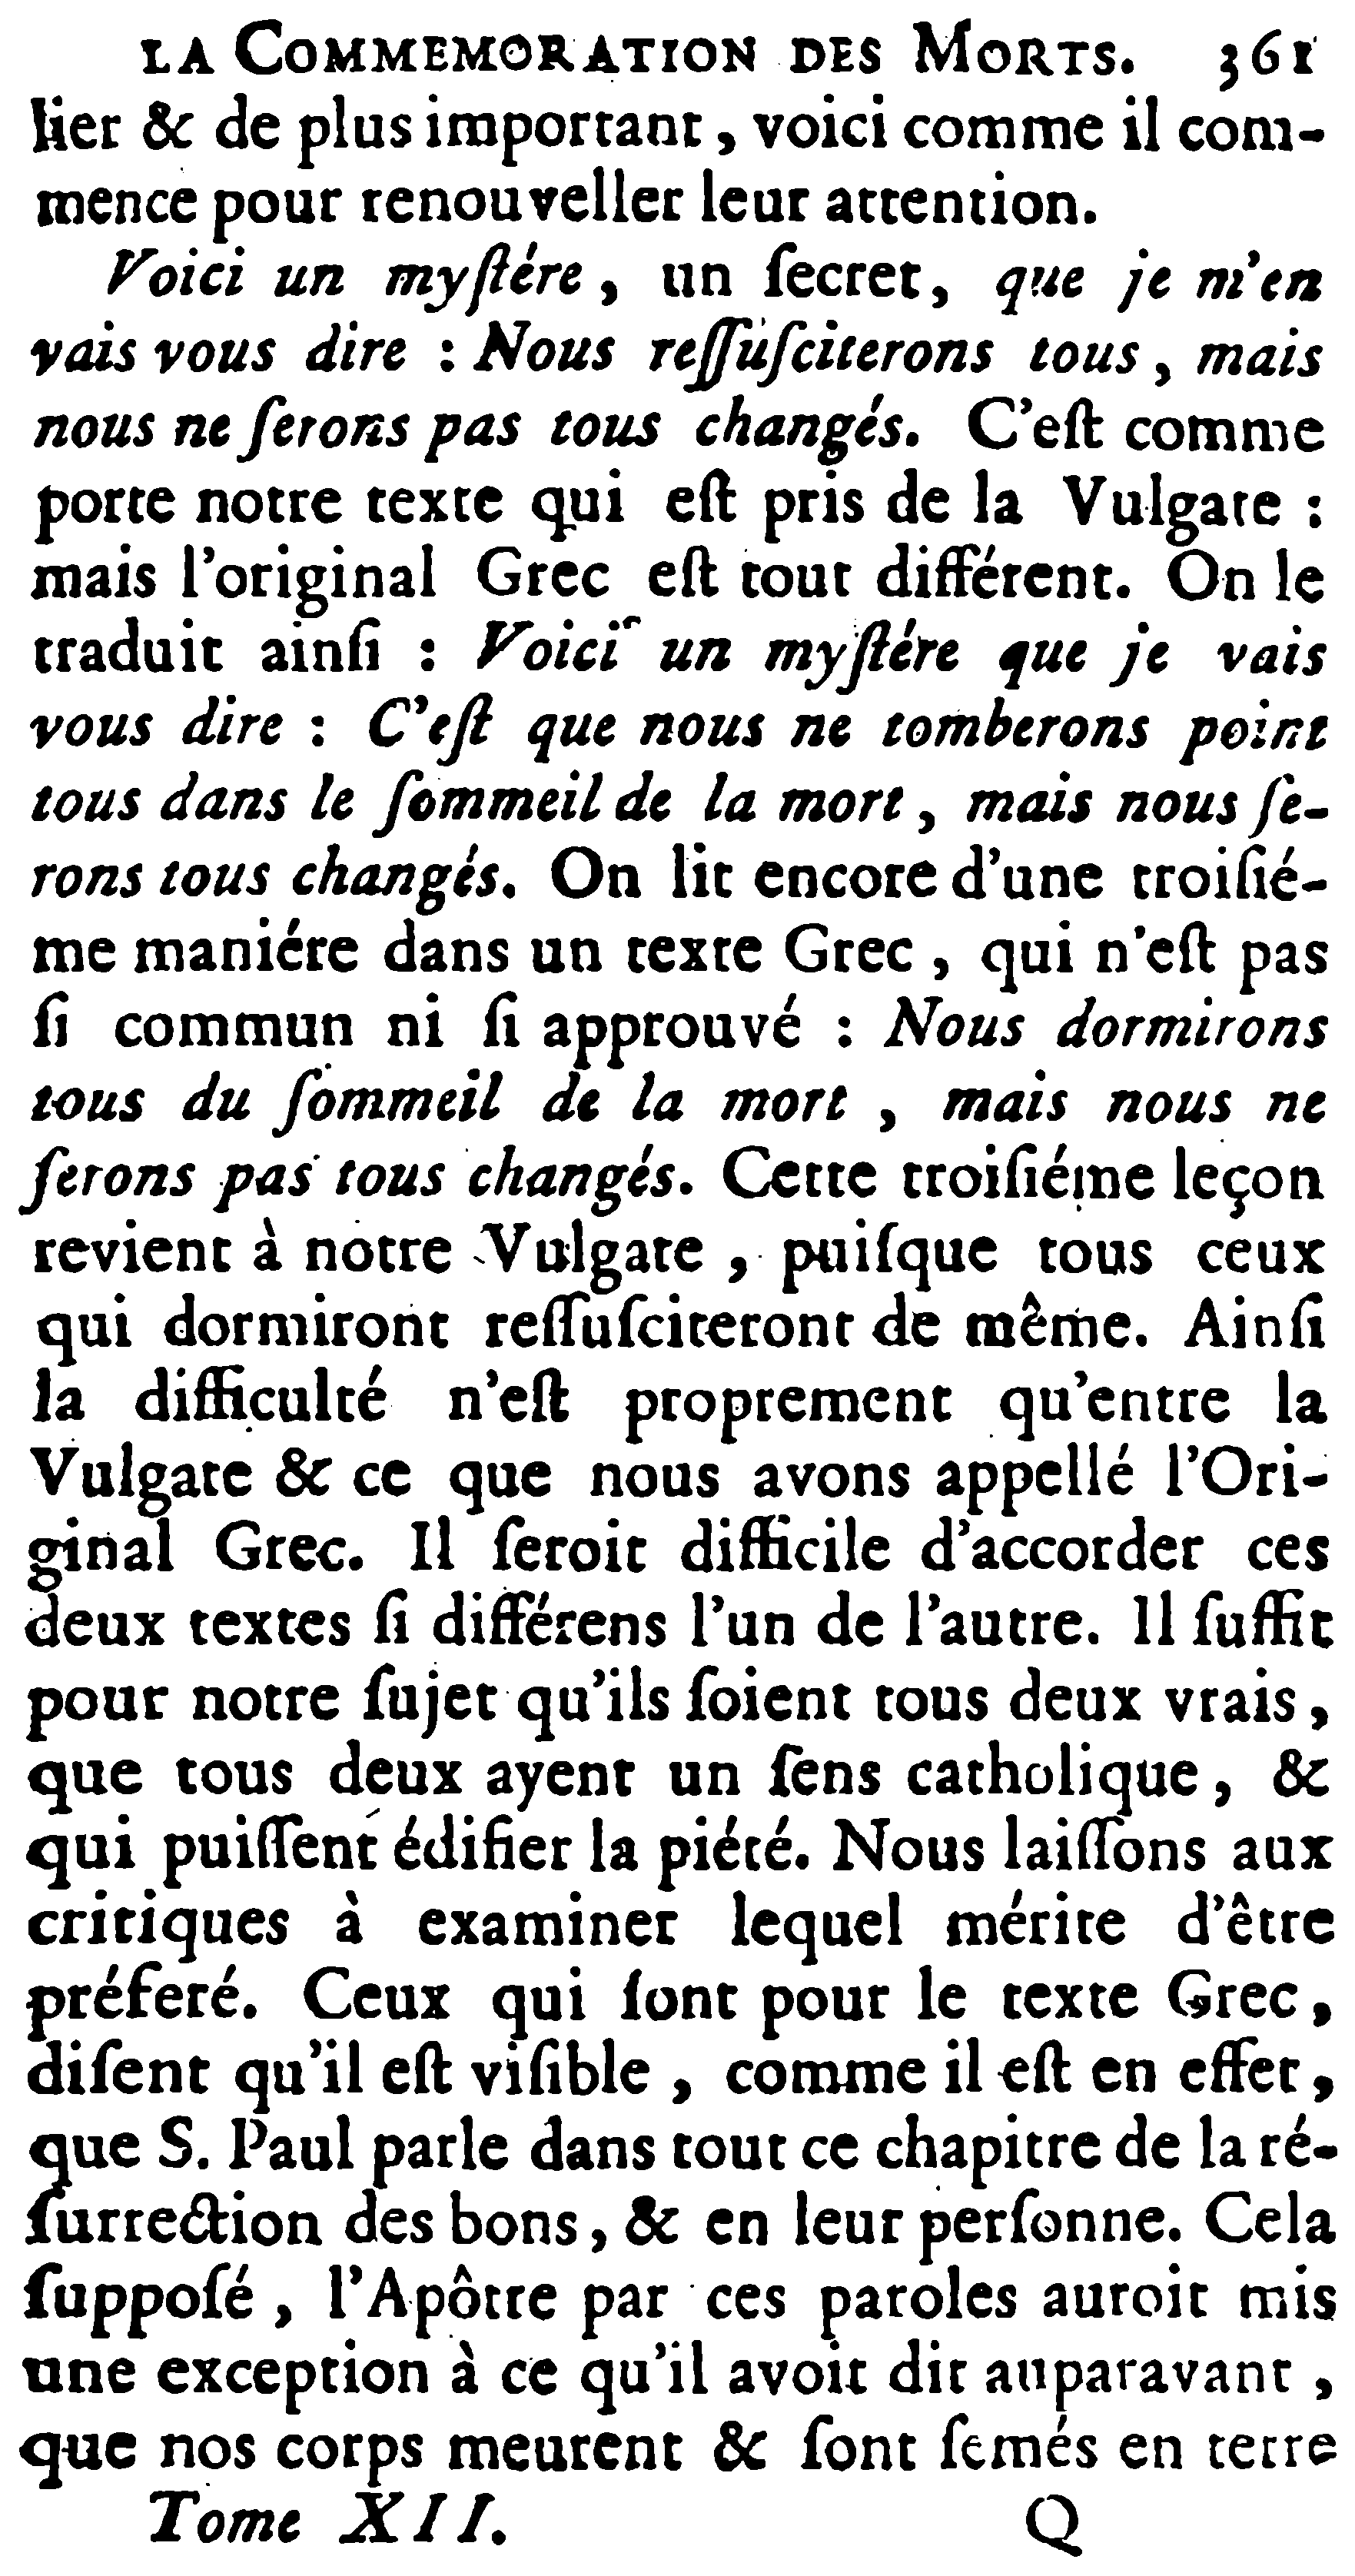 LA COMMEMORATION DES MORTS. 361
lier & de plus important, voici comme il com-
mence pour renouveller leur attention.
Voici un myſtére, un ſecret, que je m'en
vais vous dire : Nous reſſuſciterons tous, mais
nous ne ſerons pas tous changés. C'eſt comme
porte notre texte qui eſt pris de la Vulgate :
mais l'original Grec eſt tout différent. On le
traduit ainſi : Voici un myſtére que je vais
vous dire : C'eſt que nous ne tomberons point
tous dans le ſommeil de la mort, mais nous ſe-
rons tous changés. On lit encore d'une troiſié-
me maniére dans un texte Grec, qui n'eſt pas
ſi commun ni ſi approuvé : Nous dormirons
tous du ſommeil de la mort, mais nous ne
ſerons pas tous changés. Cette troiſiéme leçon
revient à notre Vulgate, puiſque tous ceux
qui dormiront reſſuſciteront de même. Ainſi
la difficulté n'eſt proprement qu'entre la
Vulgate & ce que nous avons appellé l'Ori-
ginal Grec. Il ſeroit difficile d'accorder ces
deux textes ſi différens l'un de l'autre. Il ſuffit
pour notre ſujet qu'ils ſoient tous deux vrais,
que tous deux ayent un ſens catholique, &
qui puiſſent édifier la piété. Nous laiſſons aux
critiques à examiner lequel mérite d'être
préferé. Ceux qui ſont pour le texte Grec,
diſent qu'il eſt viſible, comme il eſt en effet,
que S. Paul parle dans tout ce chapitre de la ré-
ſurrection des bons, & en leur perſonne. Cela
ſuppoſé, l'Apôtre par ces paroles auroit mis
une exception à ce qu'il avoit dit auparavant,
que nos corps meurent & ſont ſemés en terre
Tome XII. Q